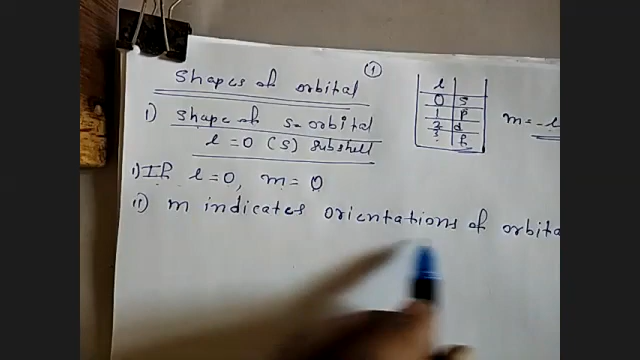 1
Shapes of orbital
i) Shape of s-orbital
l = 0 (s) subshell
i) If l = 0, m = 0
ii) m indicates orientations of orbita
l
0 s
1 p
2 d
3 f
m = - l